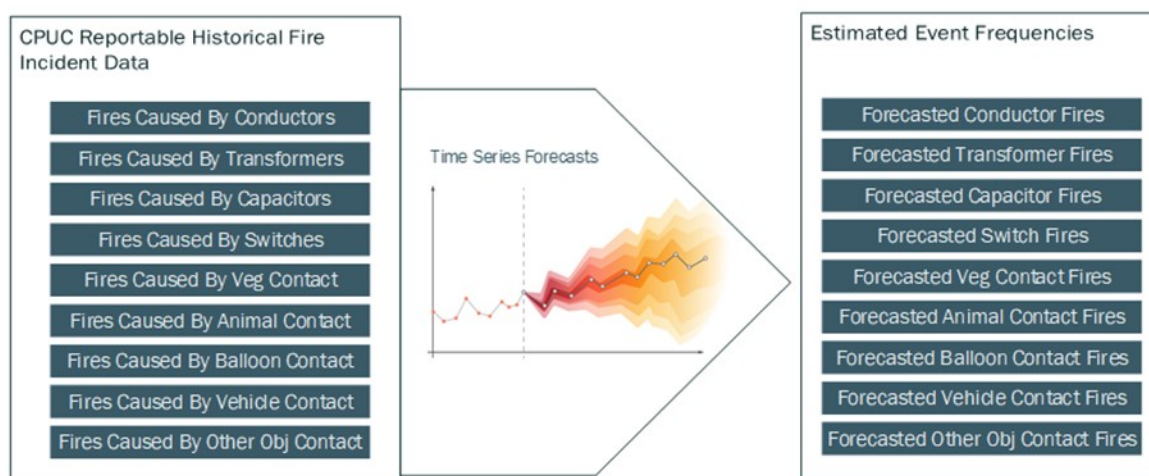 CPUC Reportable Historical Fire
Incident Data
Fires Caused By Conductors
Fires Caused By Transformers
Fires Caused By Capacitors
Fires Caused By Switches
Fires Caused By Veg Contact
Fires Caused By Animal Contact
Fires Caused By Balloon Contact
Fires Caused By Vehicle Contact
Fires Caused By Other Obj Contact
Time Series Forecasts
Estimated Event Frequencies
Forecasted Conductor Fires
Forecasted Transformer Fires
Forecasted Capacitor Fires
Forecasted Switch Fires
Forecasted Veg Contact Fires
Forecasted Animal Contact Fires
Forecasted Balloon Contact Fires
Forecasted Vehicle Contact Fires
Forecasted Other Obj Contact Fires